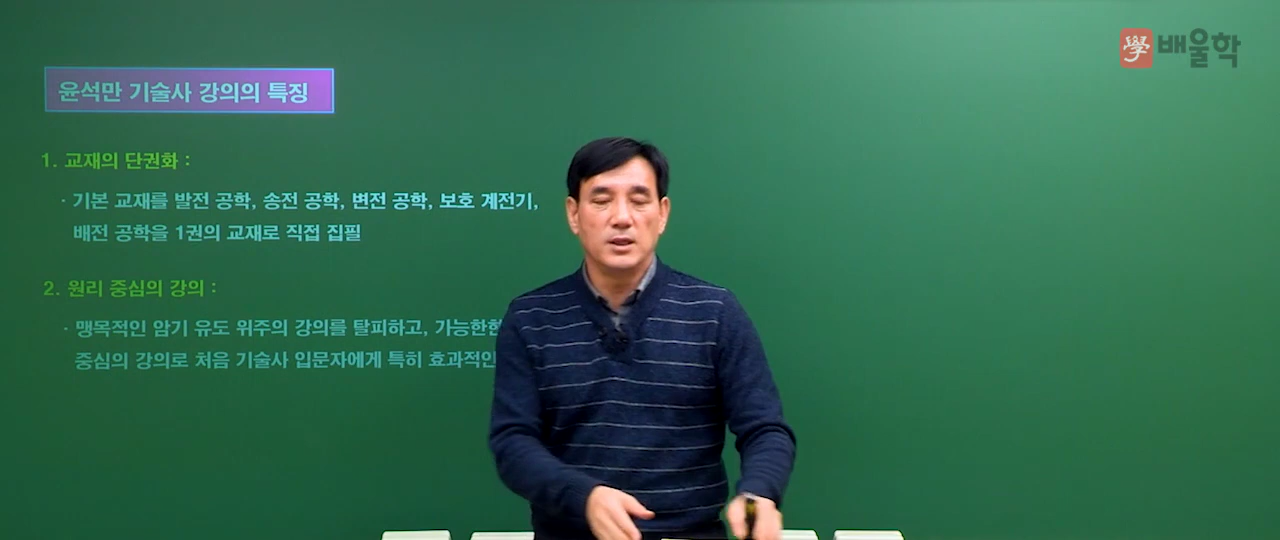 學 배울학
윤석만 기술사 강의의 특징
1. 교재의 단권화 :
· 기본 교재를 발전 공학, 송전 공학, 변전 공학, 보호 계전기,
배전 공학을 1권의 교재로 직접 집필
2. 원리 중심의 강의 :
· 맹목적인 암기 유도 위주의 강의를 탈피하고, 가능한한
중심의 강의로 처음 기술사 입문자에게 특히 효과적인